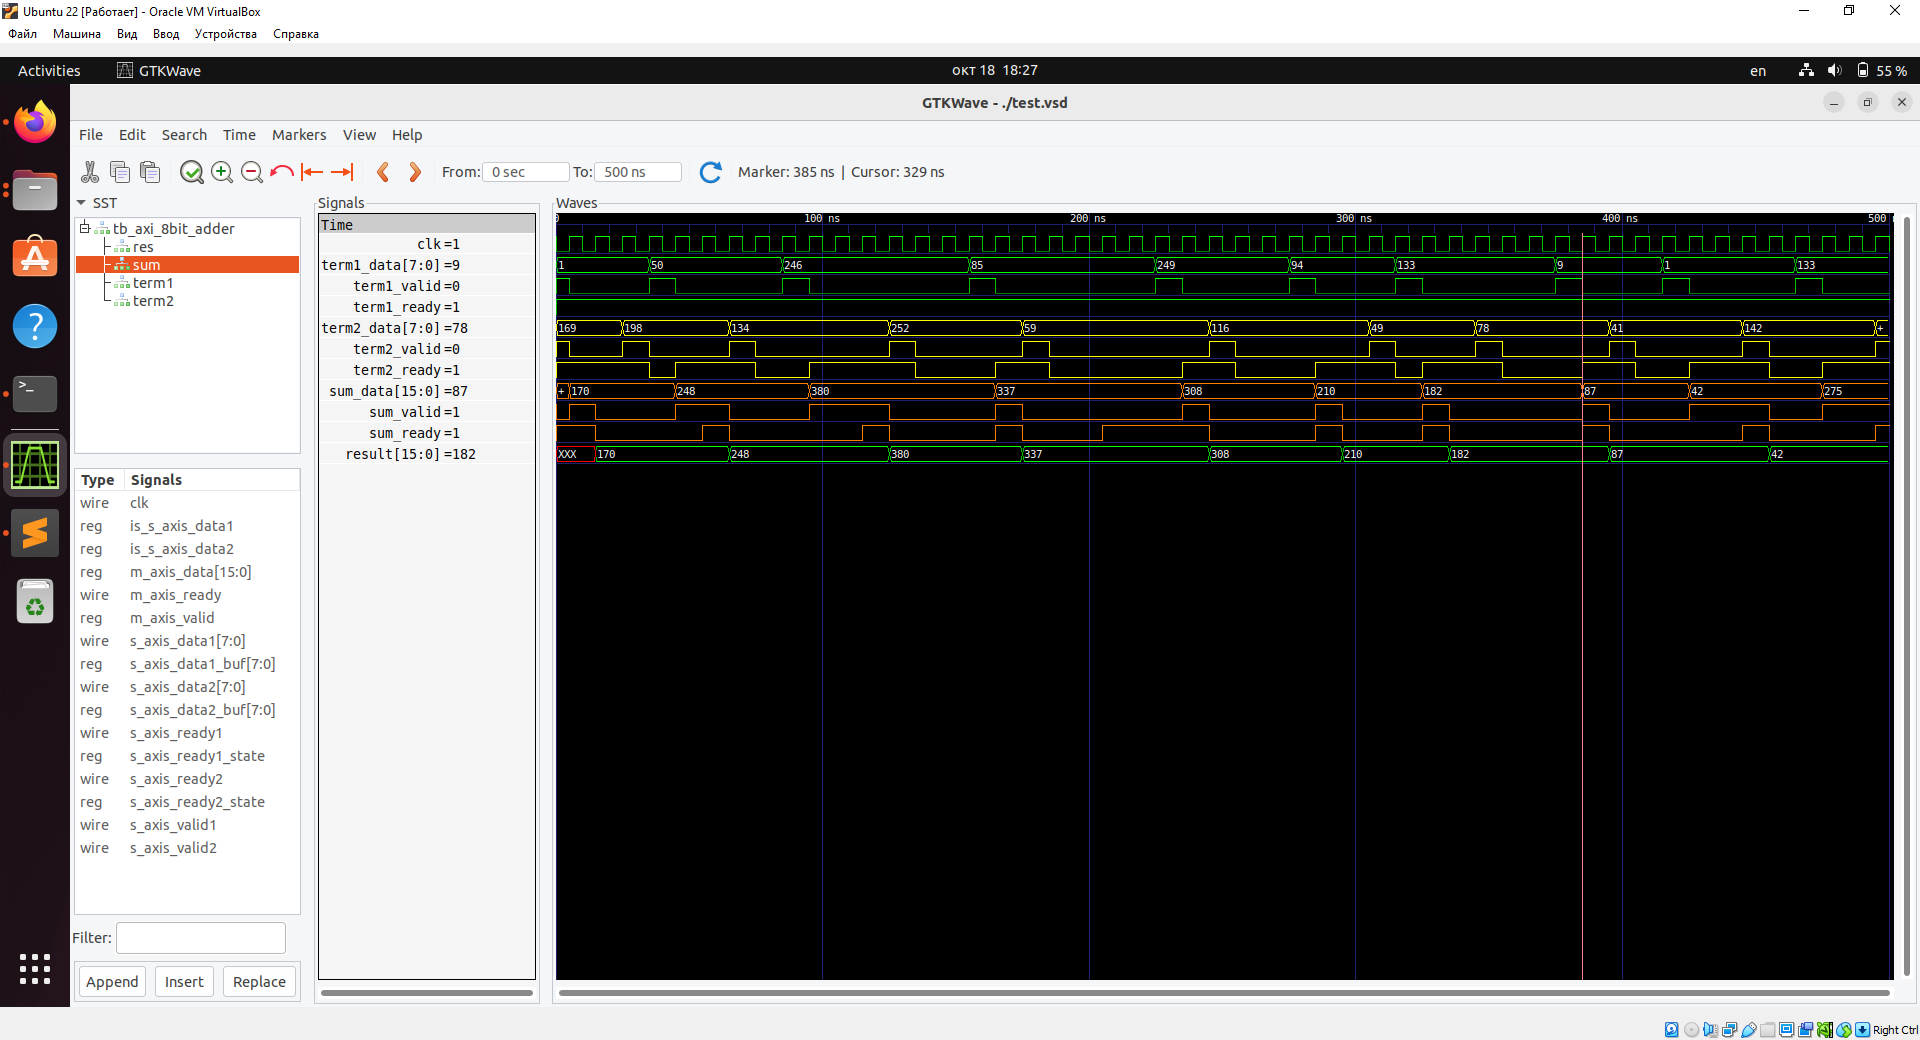 Ubuntu 22 [Работает] - Oracle VM VirtualBox
Файл Машина Вид Ввод Устройства Справка
Activities GTKWave окт 18 18:27 en 55 %
GTKWave - ./test.vsd
File Edit Search Time Markers View Help
From: 0 sec To: 500 ns Marker: 385 ns | Cursor: 329 ns
SST
tb_axi_8bit_adder
res
sum
term1
term2
Type Signals
wire clk
reg is_s_axis_data1
reg is_s_axis_data2
reg m_axis_data[15:0]
wire m_axis_ready
reg m_axis_valid
wire s_axis_data1[7:0]
reg s_axis_data1_buf[7:0]
wire s_axis_data2[7:0]
reg s_axis_data2_buf[7:0]
wire s_axis_ready1
reg s_axis_ready1_state
wire s_axis_ready2
reg s_axis_ready2_state
wire s_axis_valid1
wire s_axis_valid2
Filter:
Append Insert Replace
Signals
Time
clk=1
term1_data[7:0]=9
term1_valid=0
term1_ready=1
term2_data[7:0]=78
term2_valid=0
term2_ready=1
sum_data[15:0]=87
sum_valid=1
sum_ready=1
result[15:0]=182
Waves
0 100 ns 200 ns 300 ns 400 ns 500
1 50 246 85 249 94 133 9 1 133
169 198 134 252 59 116 49 78 41 142 +
+ 170 248 380 337 308 210 182 87 42 275
XXX 170 248 380 337 308 210 182 87 42
Right Ctrl